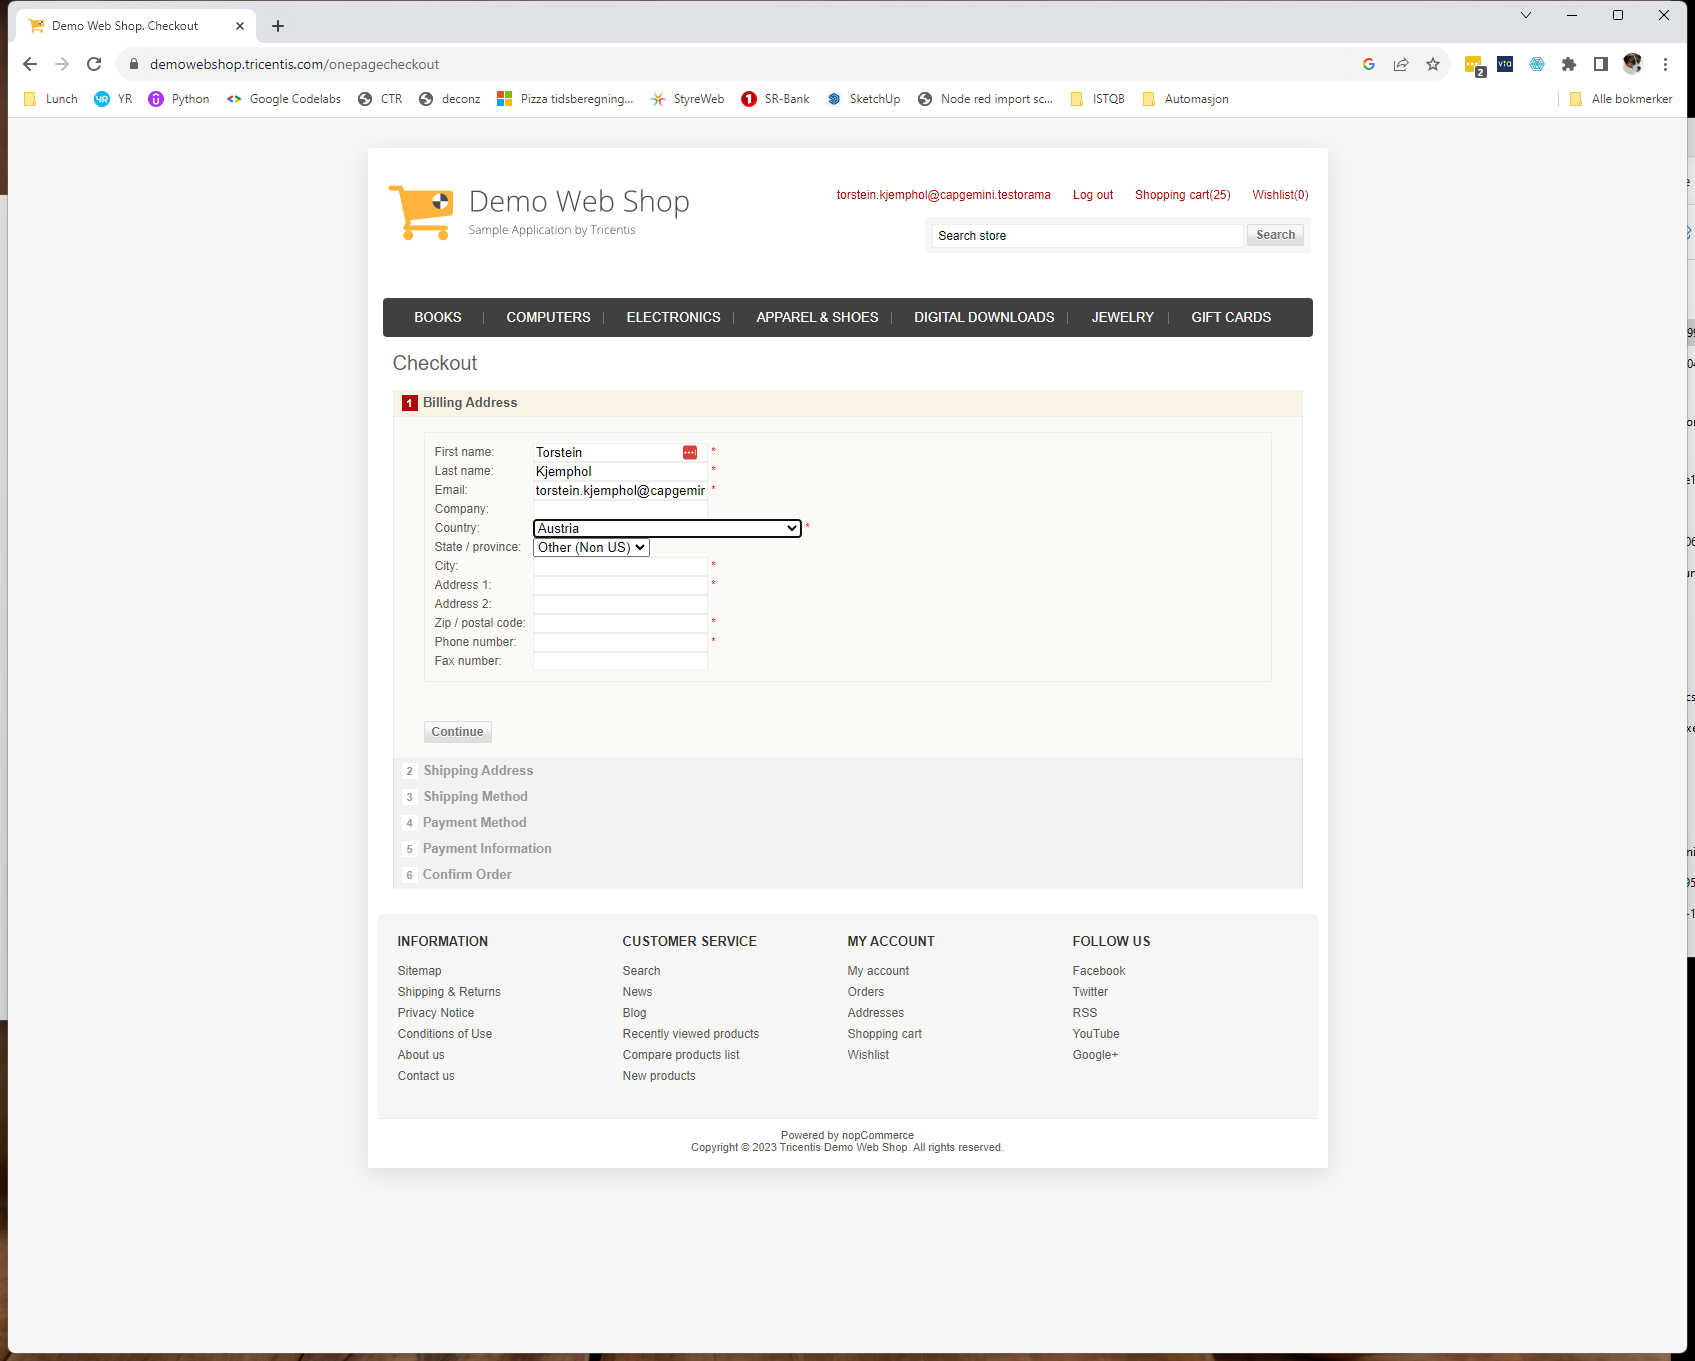 Demo Web Shop. Checkout
demowebshop.tricentis.com/onepagecheckout
2
vta
Lunch YR Python Google Codelabs CTR deconz Pizza tidsberegning... StyreWeb SR-Bank SketchUp Node red import sc... ISTQB Automasjon Alle bokmerker
Demo Web Shop
Sample Application by Tricentis
torstein.kjemphol@capgemini.testorama Log out Shopping cart(25) Wishlist(0)
Search store Search
BOOKS COMPUTERS ELECTRONICS APPAREL & SHOES DIGITAL DOWNLOADS JEWELRY GIFT CARDS
Checkout
1 Billing Address
First name: Torstein *
Last name: Kjemphol *
Email: torstein.kjemphol@capgemir *
Company:
Country: Austria *
State / province: Other (Non US)
City: *
Address 1: *
Address 2:
Zip / postal code: *
Phone number: *
Fax number:
Continue
2 Shipping Address
3 Shipping Method
4 Payment Method
5 Payment Information
6 Confirm Order
INFORMATION CUSTOMER SERVICE MY ACCOUNT FOLLOW US
Sitemap Search My account Facebook
Shipping & Returns News Orders Twitter
Privacy Notice Blog Addresses RSS
Conditions of Use Recently viewed products Shopping cart YouTube
About us Compare products list Wishlist Google+
Contact us New products
Powered by nopCommerce
Copyright © 2023 Tricentis Demo Web Shop. All rights reserved.